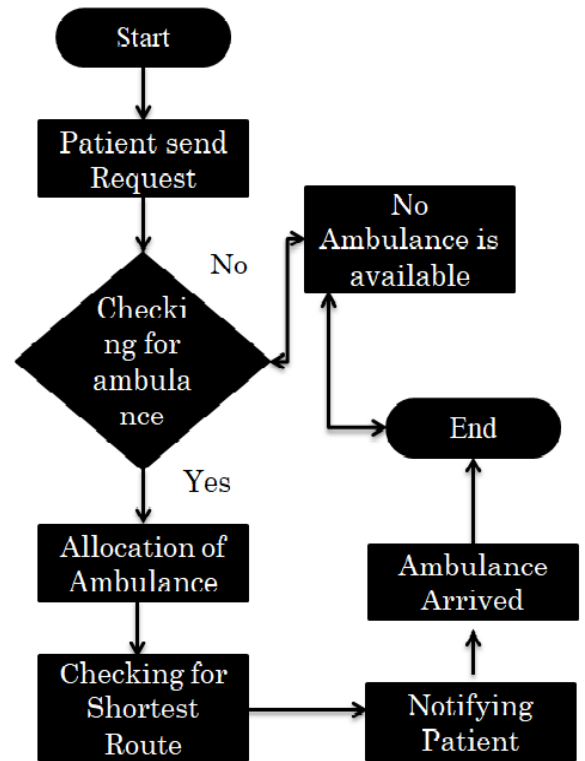 Start
Patient send
Request
No
No
Ambulance is
available
Checki
ng for
ambula
nce
Yes
End
Allocation of
Ambulance
Ambulance
Arrived
Checking for
Shortest
Route
Notifying
Patient